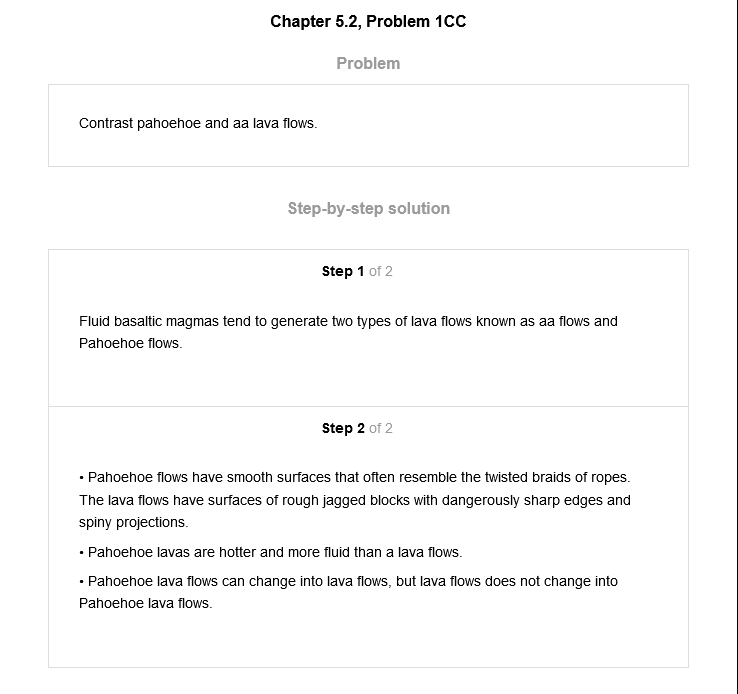 Chapter 5.2, Problem 1CC
Problem
Contrast pahoehoe and aa lava flows.
Step-by-step solution
Step 1 of 2
Fluid basaltic magmas tend to generate two types of lava flows known as aa flows and
Pahoehoe flows.
Step 2 of 2
• Pahoehoe flows have smooth surfaces that often resemble the twisted braids of ropes.
The lava flows have surfaces of rough jagged blocks with dangerously sharp edges and
spiny projections.
• Pahoehoe lavas are hotter and more fluid than a lava flows.
• Pahoehoe lava flows can change into lava flows, but lava flows does not change into
Pahoehoe lava flows.